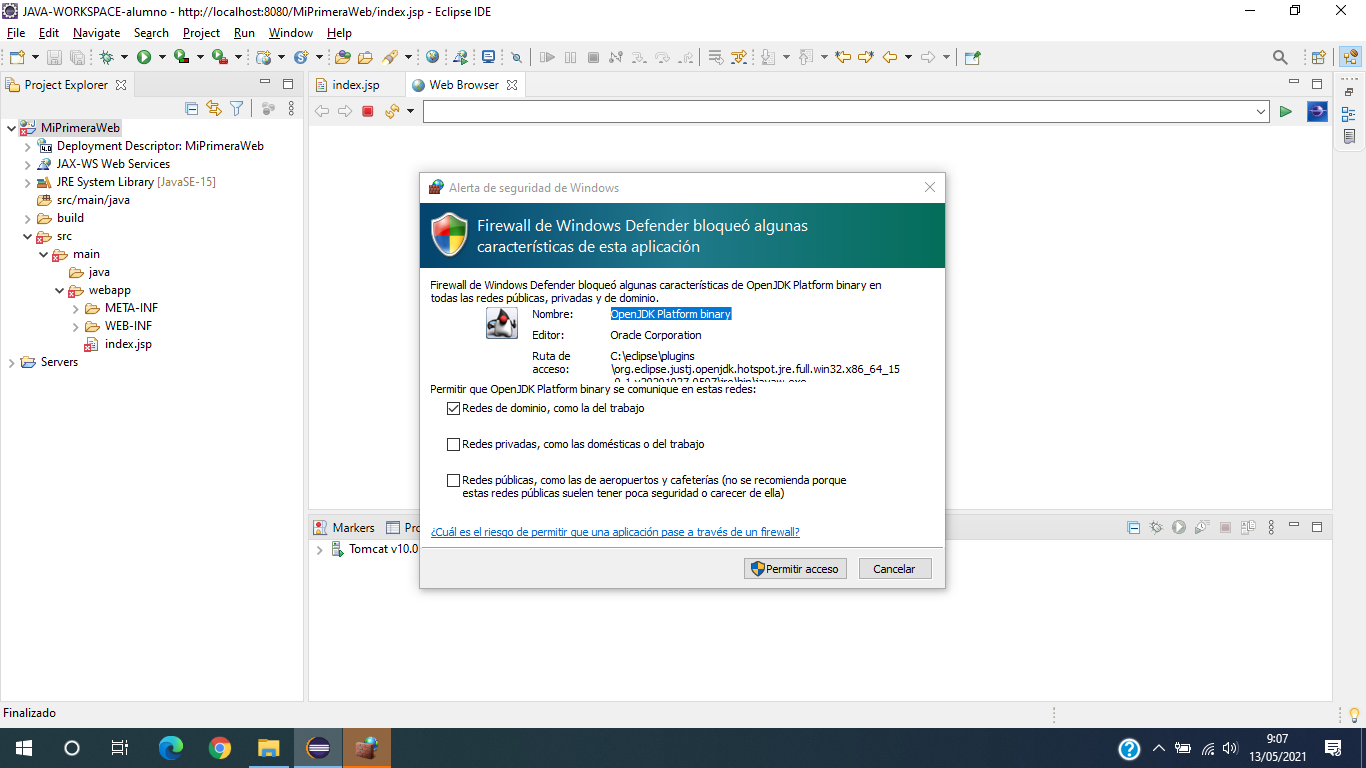 JAVA-WORKSPACE-alumno - http://localhost:8080/MiPrimeraWeb/index.jsp - Eclipse IDE
File Edit Navigate Search Project Run Window Help
Project Explorer
index.jsp
Web Browser
MiPrimeraWeb
Deployment Descriptor: MiPrimeraWeb
JAX-WS Web Services
JRE System Library [JavaSE-15]
src/main/java
build
src
main
java
webapp
META-INF
WEB-INF
index.jsp
Servers
Alerta de seguridad de Windows
Firewall de Windows Defender bloqueó algunas
características de esta aplicación
Firewall de Windows Defender bloqueó algunas características de OpenJDK Platform binary en
todas las redes públicas, privadas y de dominio.
Nombre: OpenJDK Platform binary
Editor: Oracle Corporation
Ruta de C:\eclipse\plugins
acceso: \org.eclipse.justj.openjdk.hotspot.jre.full.win32.x86_64_15
Permitir que OpenJDK Platform binary se comunique en estas redes:
Redes de dominio, como la del trabajo
Redes privadas, como las domésticas o del trabajo
Redes públicas, como las de aeropuertos y cafeterías (no se recomienda porque
estas redes públicas suelen tener poca seguridad o carecer de ella)
¿Cuál es el riesgo de permitir que una aplicación pase a través de un firewall?
Permitir acceso
Cancelar
Markers
Pro
Tomcat v10.0
Finalizado
9:07
13/05/2021